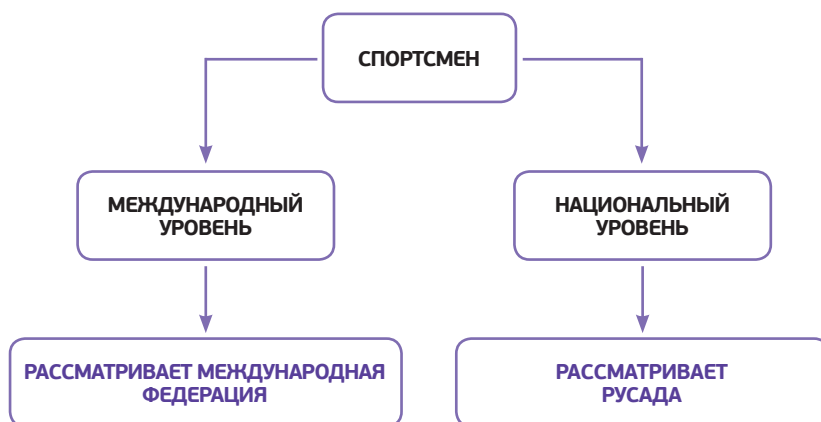 СПОРТСМЕН
МЕЖДУНАРОДНЫЙ
УРОВЕНЬ
НАЦИОНАЛЬНЫЙ
УРОВЕНЬ
РАССМАТРИВАЕТ МЕЖДУНАРОДНАЯ
ФЕДЕРАЦИЯ
РАССМАТРИВАЕТ
РУСАДА